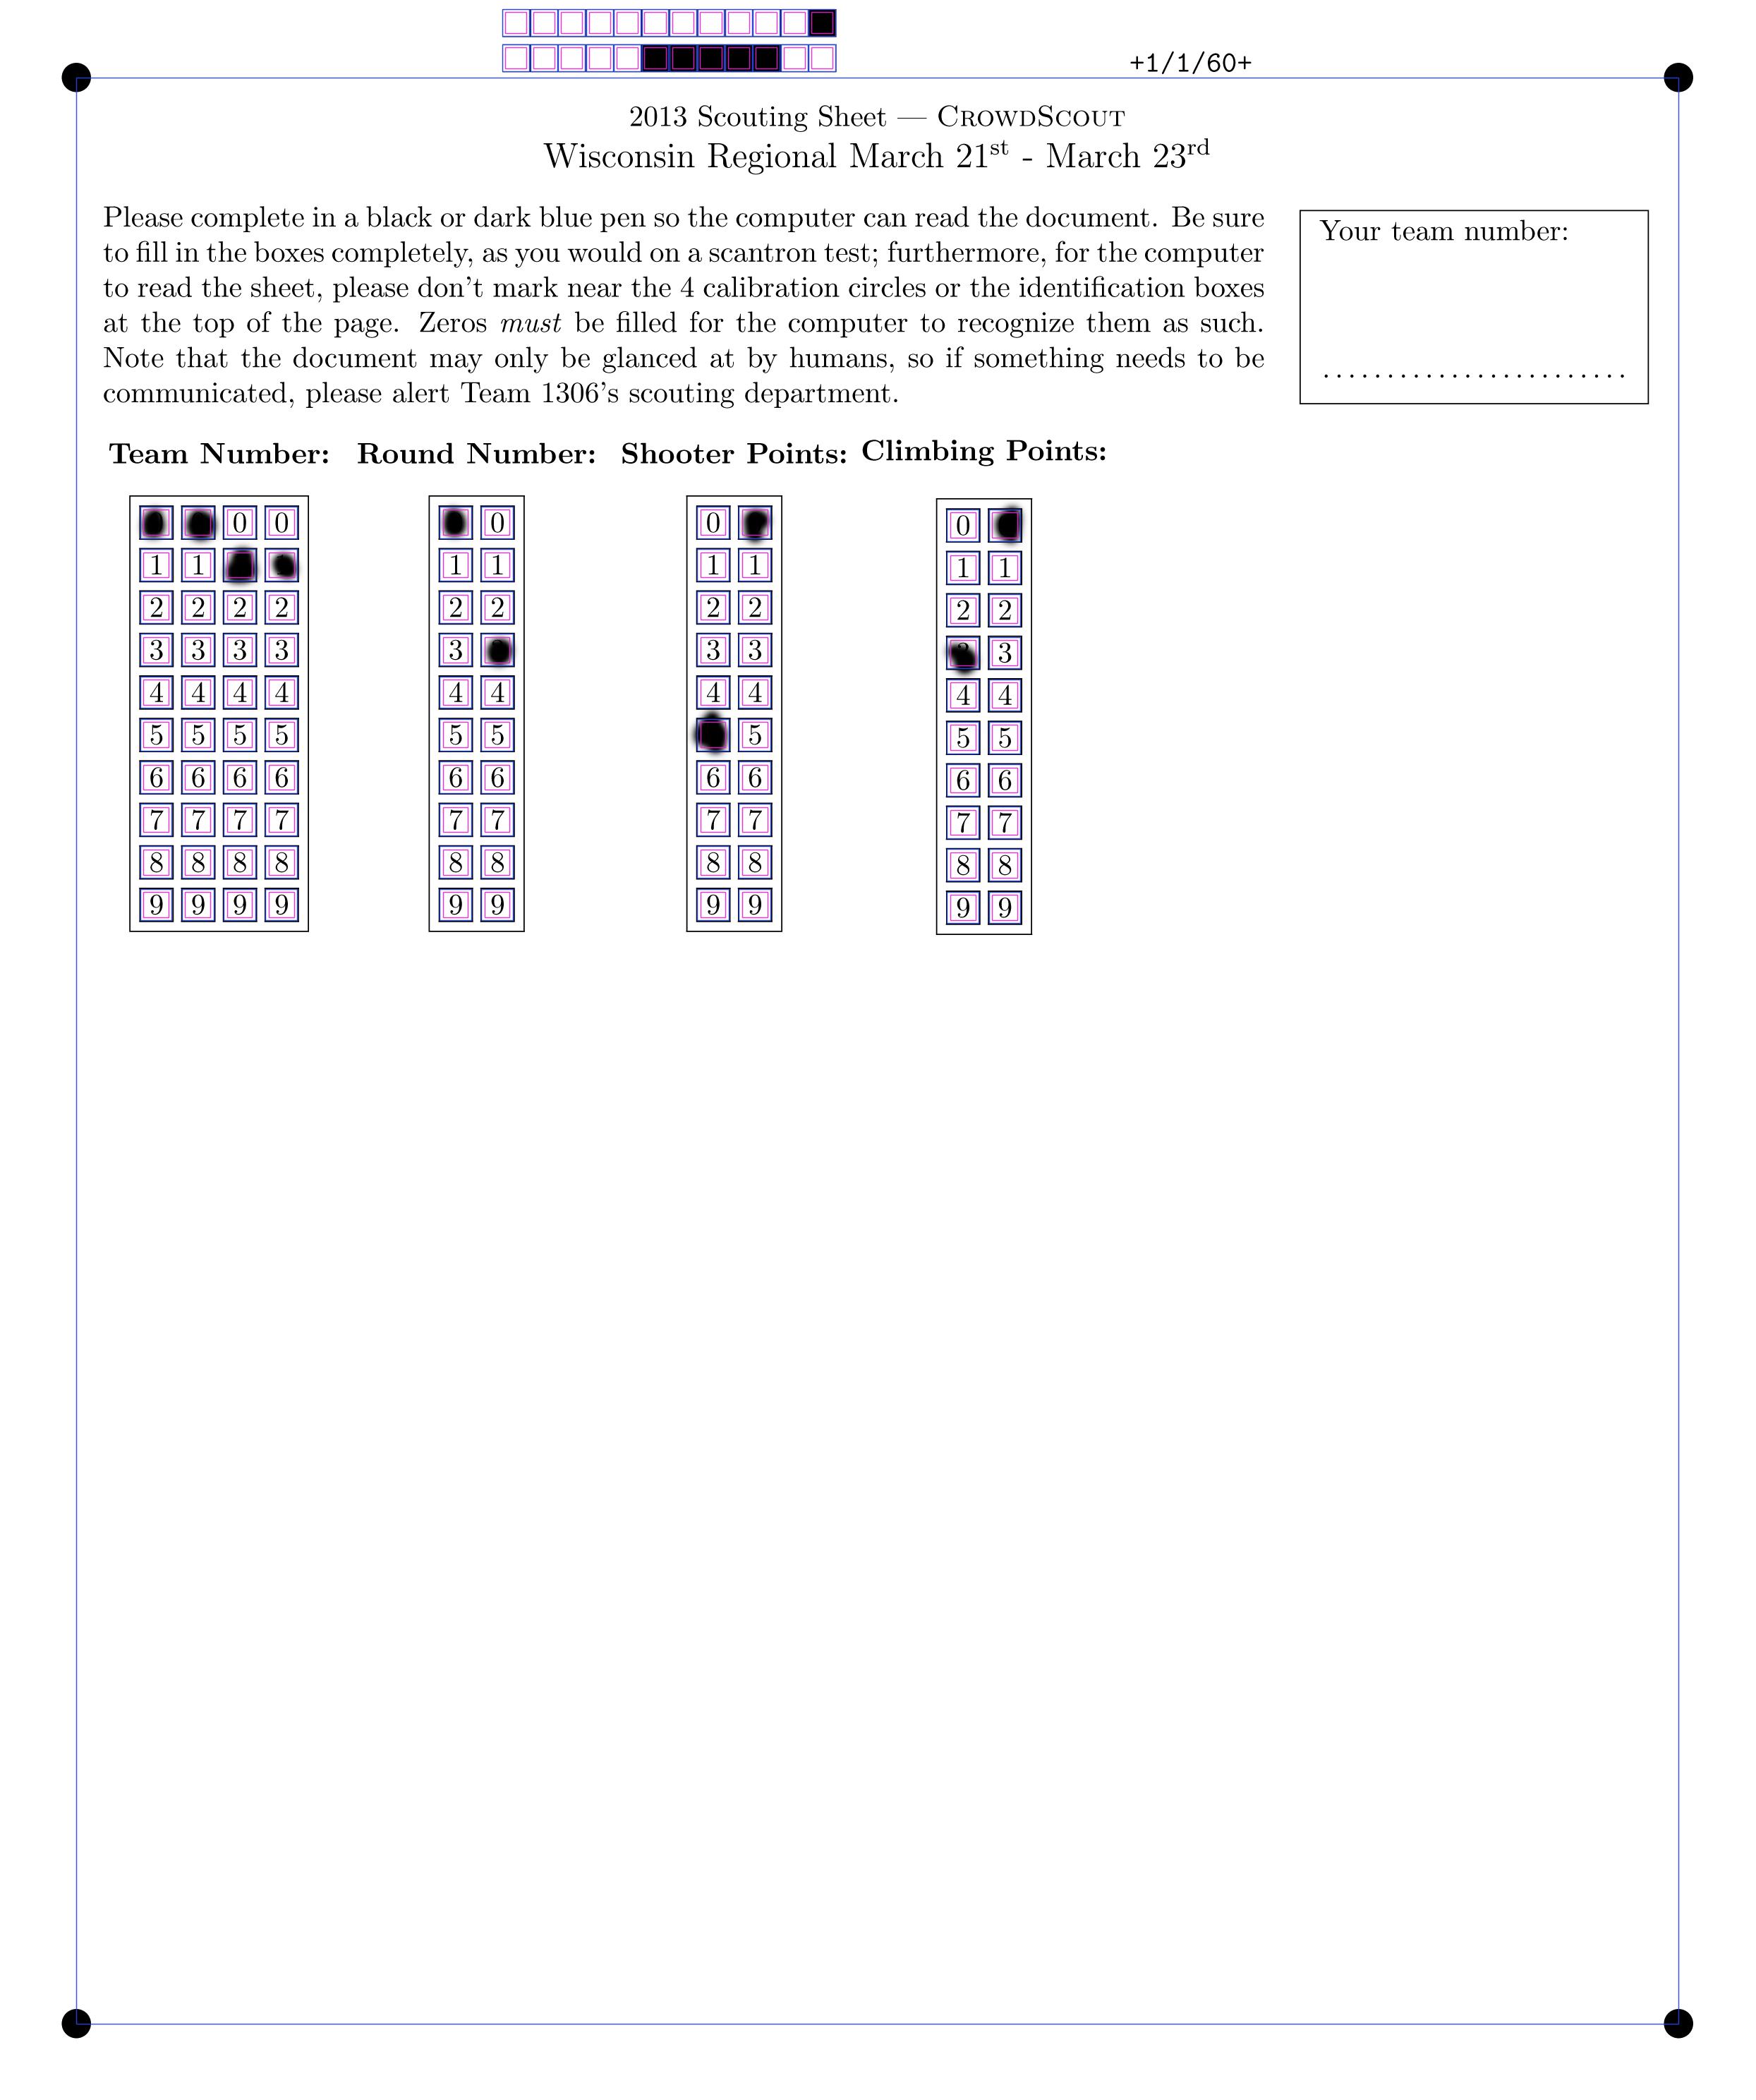 +1/1/60+
2013 Scouting Sheet — CROWDSCOUT
Wisconsin Regional March 21st - March 23rd
Please complete in a black or dark blue pen so the computer can read the document. Be sure
to fill in the boxes completely, as you would on a scantron test; furthermore, for the computer
to read the sheet, please don't mark near the 4 calibration circles or the identification boxes
at the top of the page. Zeros must be filled for the computer to recognize them as such.
Note that the document may only be glanced at by humans, so if something needs to be
communicated, please alert Team 1306's scouting department.
Your team number:
........................
Team Number: Round Number: Shooter Points: Climbing Points:
0 0 0 0 0
1 1 1 1 1 1 1 1
2 2 2 2 2 2 2 2 2 2
3 3 3 3 3 3 3 3
4 4 4 4 4 4 4 4 4 4
5 5 5 5 5 5 5 5 5
6 6 6 6 6 6 6 6 6 6
7 7 7 7 7 7 7 7 7 7
8 8 8 8 8 8 8 8 8 8
9 9 9 9 9 9 9 9 9 9